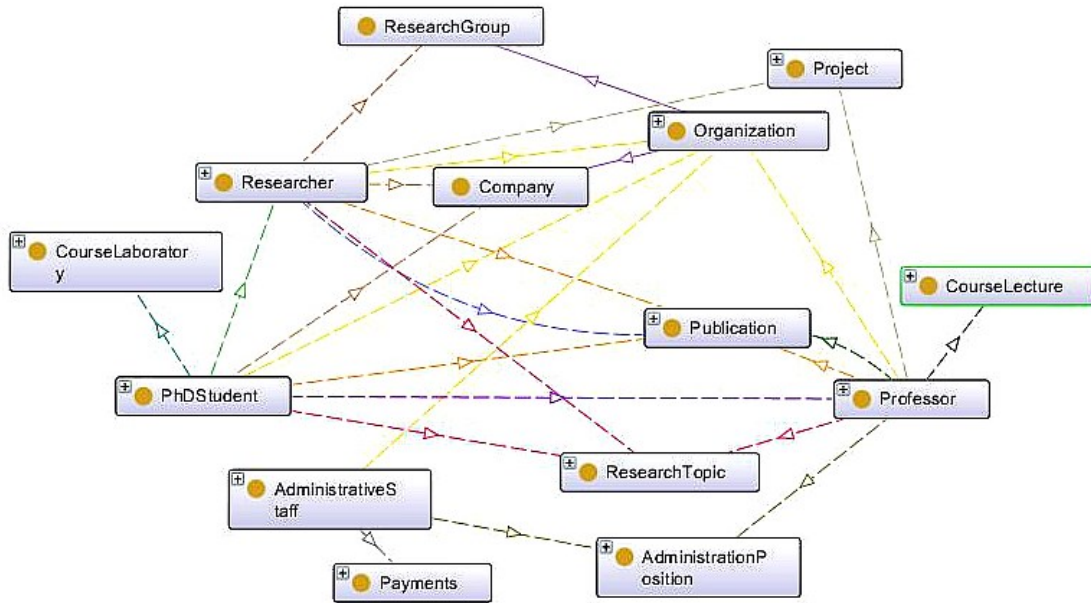 ResearchGroup
Project
Organization
Researcher
Company
CourseLaborator
y
CourseLecture
Publication
PhDStudent
Professor
ResearchTopic
AdministrativeS
taff
AdministrationP
osition
Payments